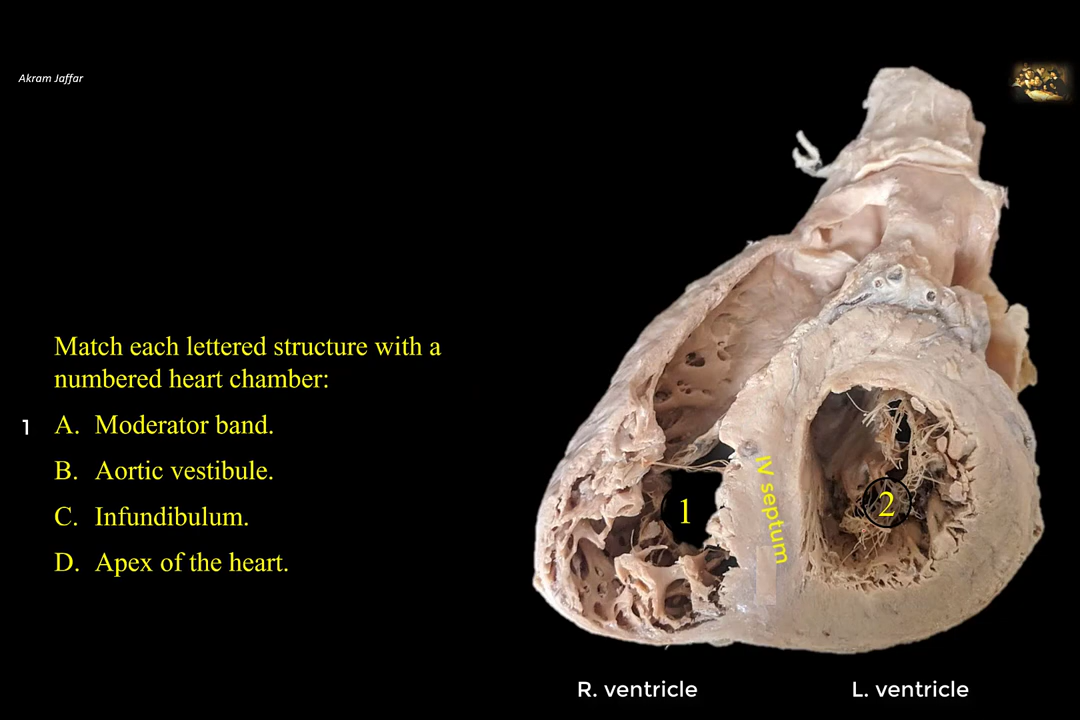 Akram Jaffar
Match each lettered structure with a
numbered heart chamber:
1 A. Moderator band.
B. Aortic vestibule.
C. Infundibulum.
D. Apex of the heart.
1
IV septum
2
R. ventricle
L. ventricle